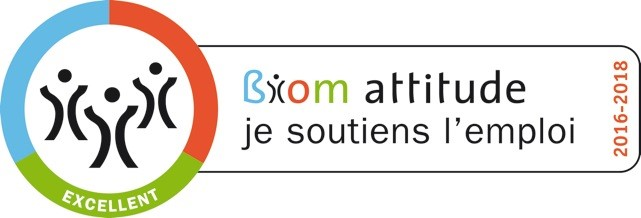 Biom attitude
je soutiens l'emploi
2016-2018
EXCELLENT